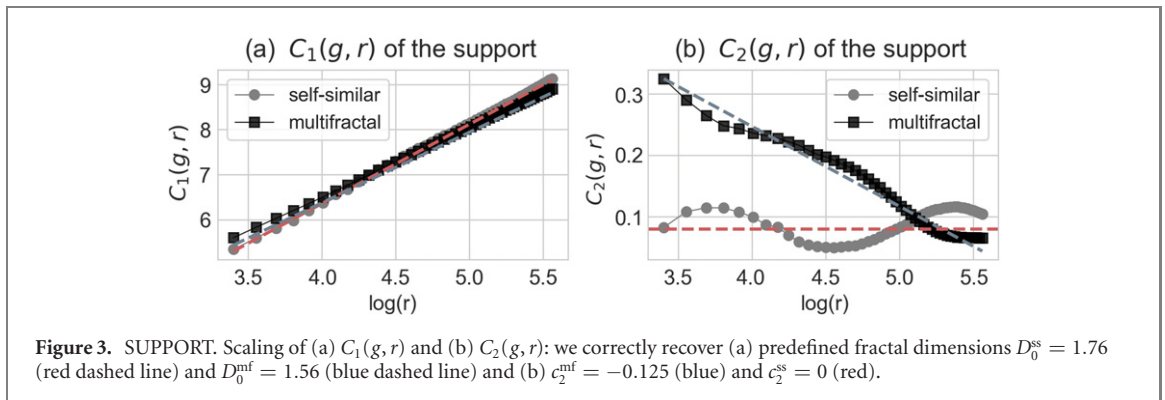 (a) C₁(g, r) of the support
(b) C₂(g, r) of the support
9
8
7
6
C₁(g, r)
self-similar
multifractal
3.5 4.0 4.5 5.0 5.5
log(r)
0.3
0.2
0.1
C₂(g, r)
self-similar
multifractal
3.5 4.0 4.5 5.0 5.5
log(r)
Figure 3. SUPPORT. Scaling of (a) C₁(g, r) and (b) C₂(g, r): we correctly recover (a) predefined fractal dimensions D₀ˢˢ = 1.76
(red dashed line) and D₀ᵐᶠ = 1.56 (blue dashed line) and (b) c₂ᵐᶠ = −0.125 (blue) and c₂ˢˢ = 0 (red).